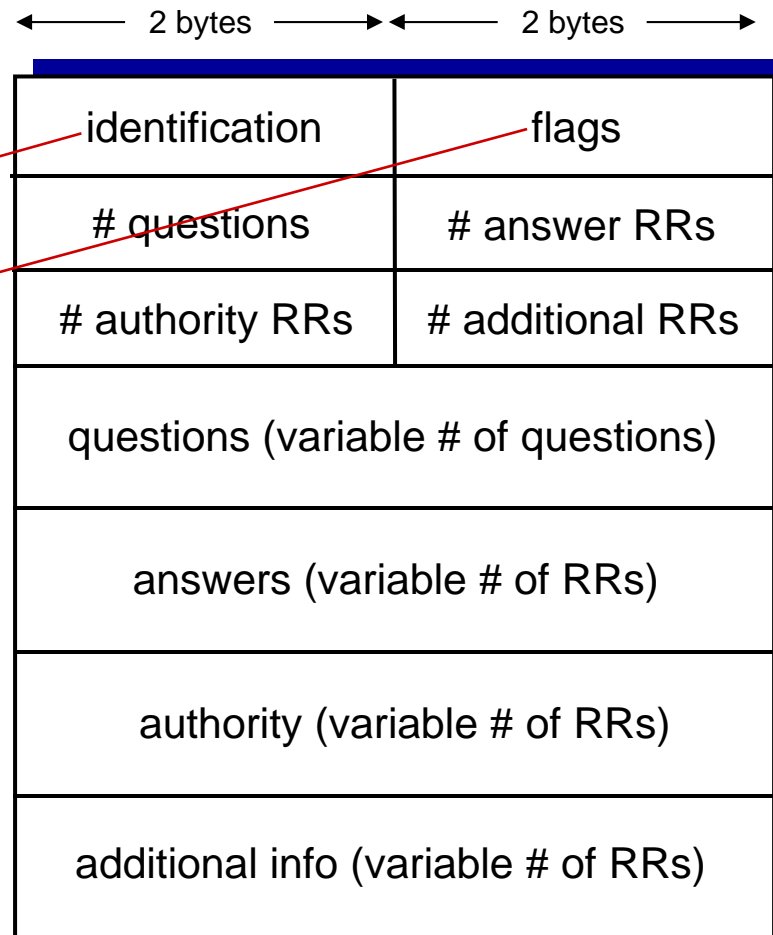 2 bytes 2 bytes
identification flags
# questions # answer RRs
# authority RRs # additional RRs
questions (variable # of questions)
answers (variable # of RRs)
authority (variable # of RRs)
additional info (variable # of RRs)